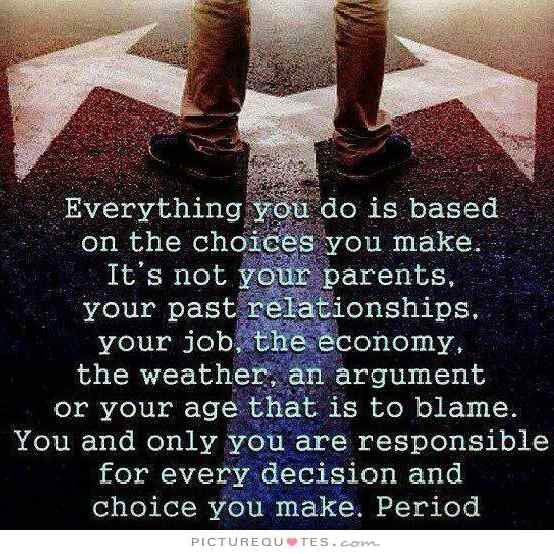 Everything you do is based
on the choices you make.
It's not your parents,
your past relationships,
your job, the economy,
the weather, an argument
or your age that is to blame.
You and only you are responsible
for every decision and
choice you make. Period
PICTUREQU♥TES.com